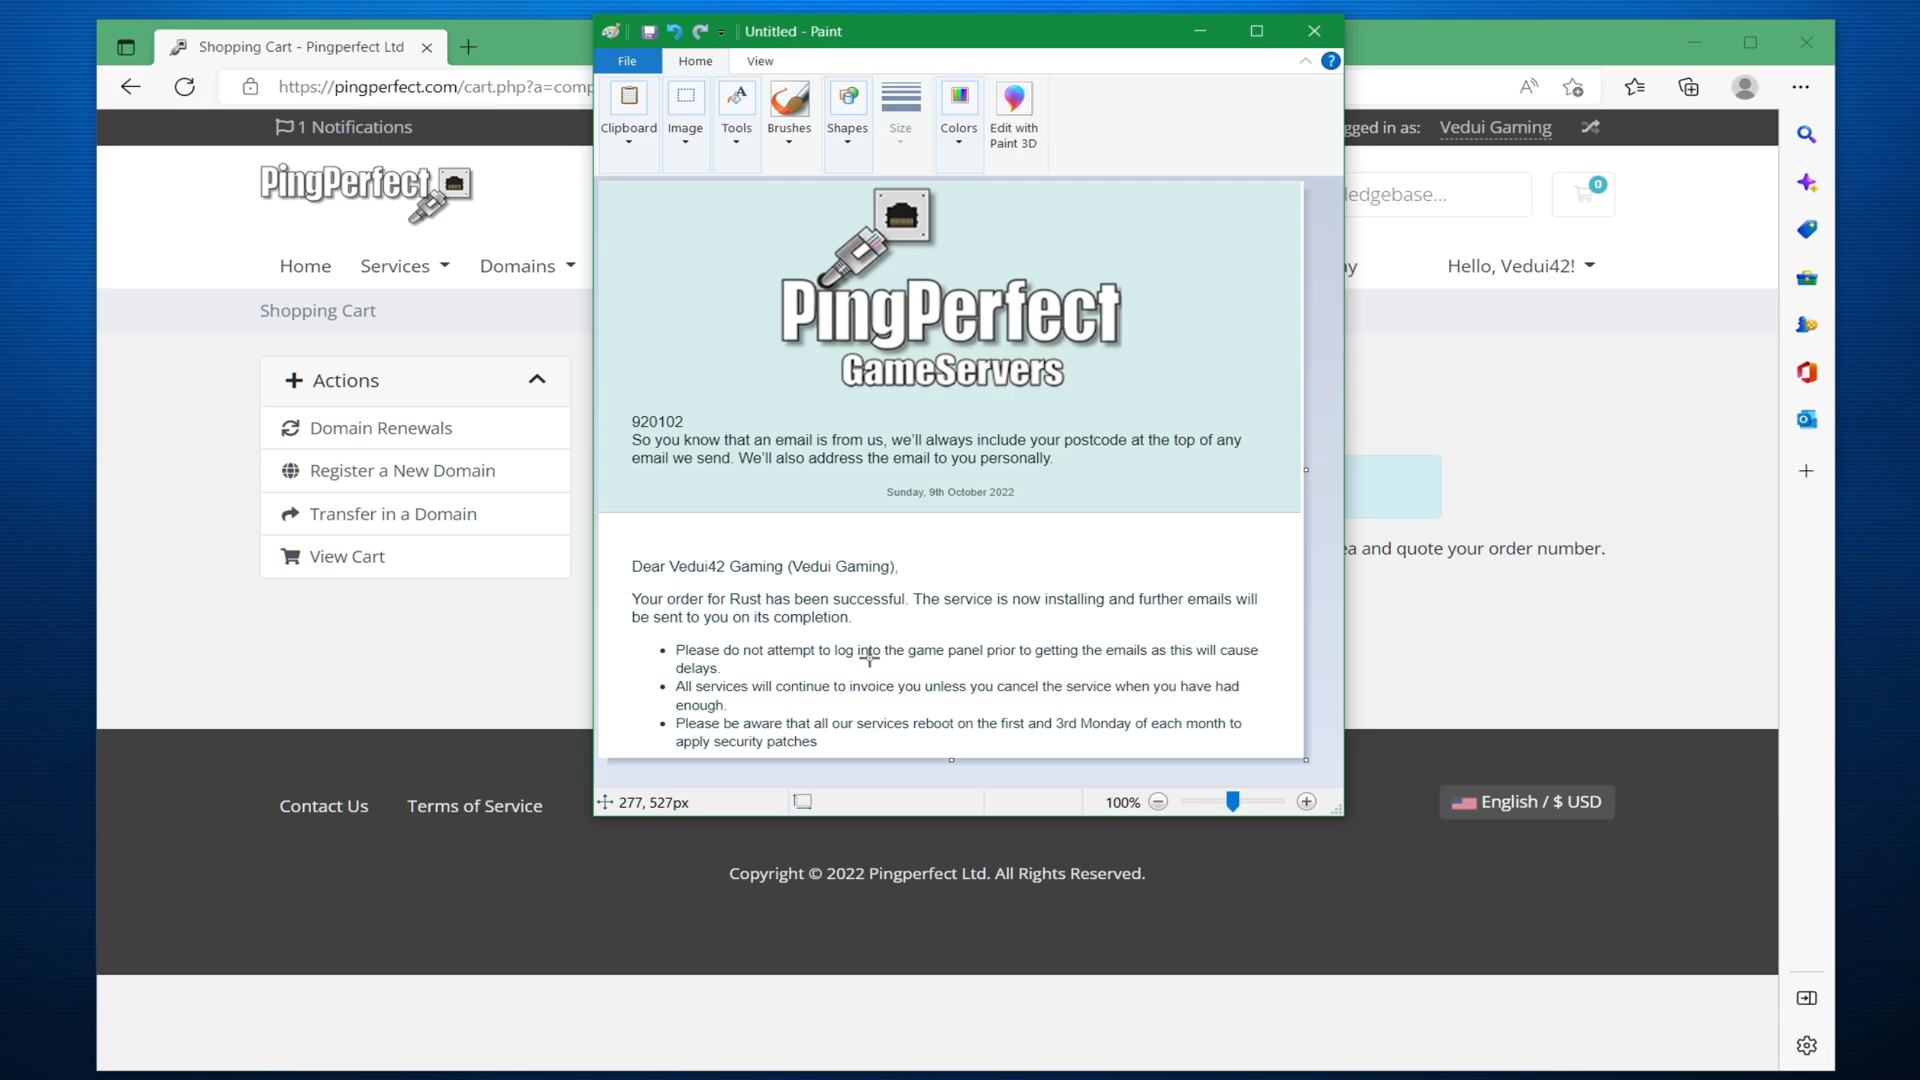 Untitled - Paint
Shopping Cart - Pingperfect Ltd
File
Home
View
https://pingperfect.com/cart.php?a=comp
Clipboard
Image
Tools
Brushes
Shapes
Size
Colors
Edit with
Paint 3D
1 Notifications
gged in as:
Vedui Gaming
PingPerfect
ledgebase...
0
Home
Services
Domains
ay
Hello, Vedui42!
Shopping Cart
PingPerfect
GameServers
Actions
Domain Renewals
Register a New Domain
Transfer in a Domain
View Cart
920102
So you know that an email is from us, we'll always include your postcode at the top of any
email we send. We'll also address the email to you personally.
Sunday, 9th October 2022
ea and quote your order number.
Dear Vedui42 Gaming (Vedui Gaming),
Your order for Rust has been successful. The service is now installing and further emails will
be sent to you on its completion.
• Please do not attempt to log into the game panel prior to getting the emails as this will cause
delays.
• All services will continue to invoice you unless you cancel the service when you have had
enough.
• Please be aware that all our services reboot on the first and 3rd Monday of each month to
apply security patches
277, 527px
100%
Contact Us
Terms of Service
English / $ USD
Copyright © 2022 Pingperfect Ltd. All Rights Reserved.